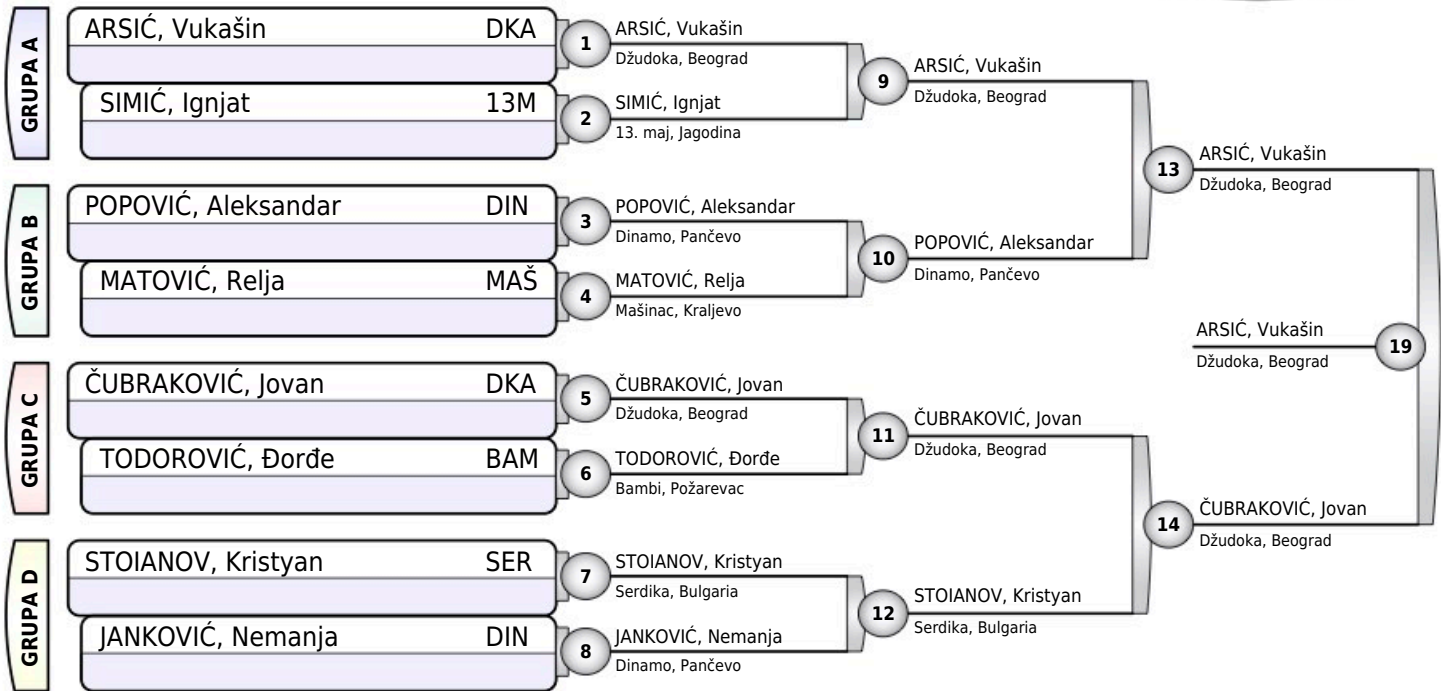 GRUPA A
ARSIĆ, Vukašin DKA
SIMIĆ, Ignjat 13M
GRUPA B
POPOVIĆ, Aleksandar DIN
MATOVIĆ, Relja MAŠ
GRUPA C
ČUBRAKOVIĆ, Jovan DKA
TODOROVIĆ, Đorđe BAM
GRUPA D
STOIANOV, Kristyan SER
JANKOVIĆ, Nemanja DIN
1
ARSIĆ, Vukašin
Džudoka, Beograd
2
SIMIĆ, Ignjat
13. maj, Jagodina
3
POPOVIĆ, Aleksandar
Dinamo, Pančevo
4
MATOVIĆ, Relja
Mašinac, Kraljevo
5
ČUBRAKOVIĆ, Jovan
Džudoka, Beograd
6
TODOROVIĆ, Đorđe
Bambi, Požarevac
7
STOIANOV, Kristyan
Serdika, Bulgaria
8
JANKOVIĆ, Nemanja
Dinamo, Pančevo
9
ARSIĆ, Vukašin
Džudoka, Beograd
10
POPOVIĆ, Aleksandar
Dinamo, Pančevo
11
ČUBRAKOVIĆ, Jovan
Džudoka, Beograd
12
STOIANOV, Kristyan
Serdika, Bulgaria
13
ARSIĆ, Vukašin
Džudoka, Beograd
14
ČUBRAKOVIĆ, Jovan
Džudoka, Beograd
ARSIĆ, Vukašin
Džudoka, Beograd
19